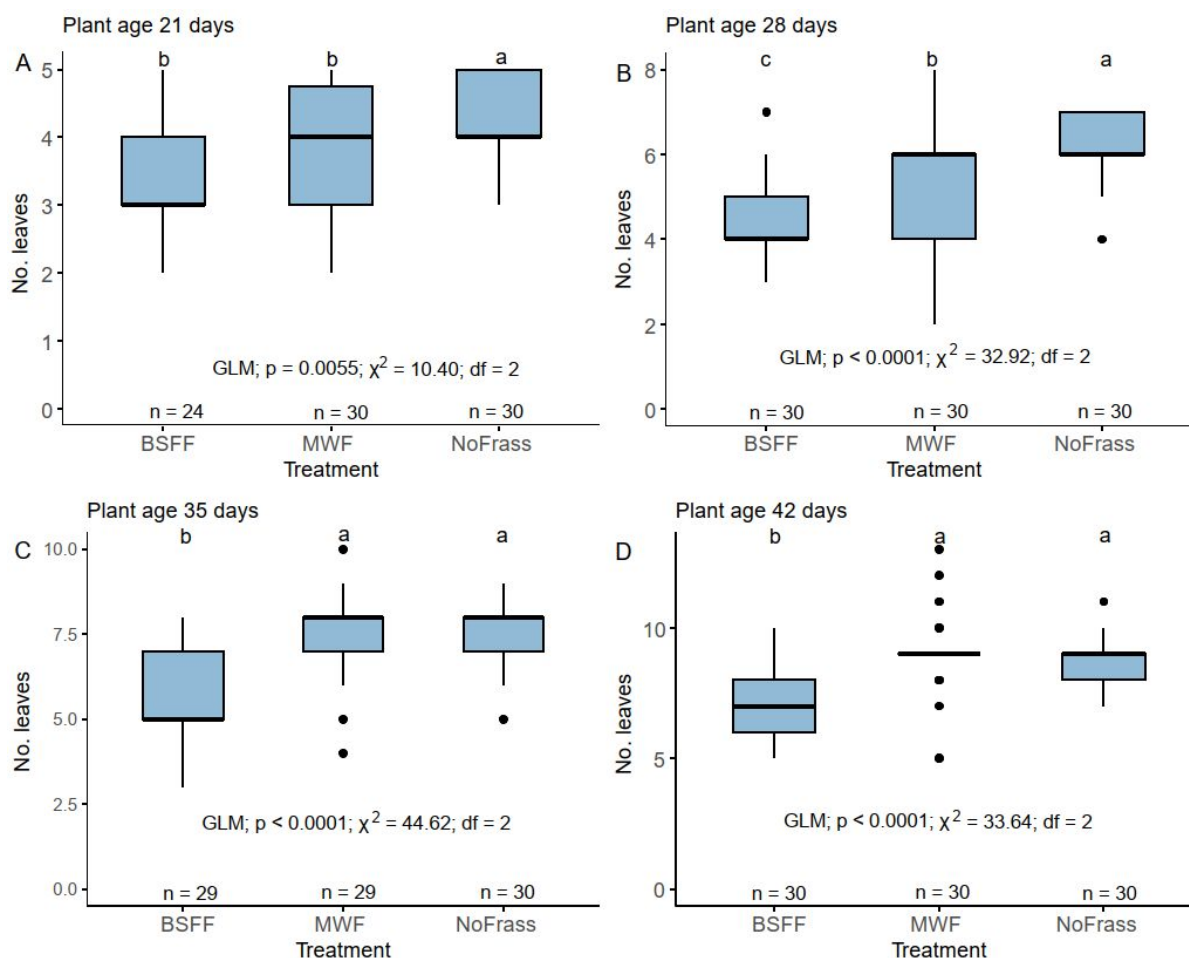 Plant age 21 days
A
b b a
5
4
3
2
1
0
No. leaves
GLM; p = 0.0055; χ² = 10.40; df = 2
n = 24 n = 30 n = 30
BSFF MWF NoFrass
Treatment
Plant age 28 days
B
c b a
8
6
4
2
0
No. leaves
GLM; p < 0.0001; χ² = 32.92; df = 2
n = 30 n = 30 n = 30
BSFF MWF NoFrass
Treatment
Plant age 35 days
C
b a a
10.0
7.5
5.0
2.5
0.0
No. leaves
GLM; p < 0.0001; χ² = 44.62; df = 2
n = 29 n = 29 n = 30
BSFF MWF NoFrass
Treatment
Plant age 42 days
D
b a a
10
5
0
No. leaves
GLM; p < 0.0001; χ² = 33.64; df = 2
n = 30 n = 30 n = 30
BSFF MWF NoFrass
Treatment